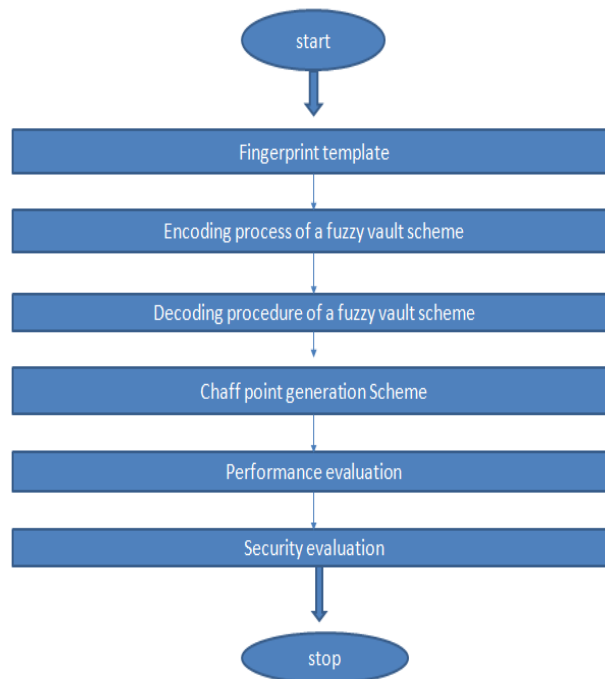 start
Fingerprint template
Encoding process of a fuzzy vault scheme
Decoding procedure of a fuzzy vault scheme
Chaff point generation Scheme
Performance evaluation
Security evaluation
stop